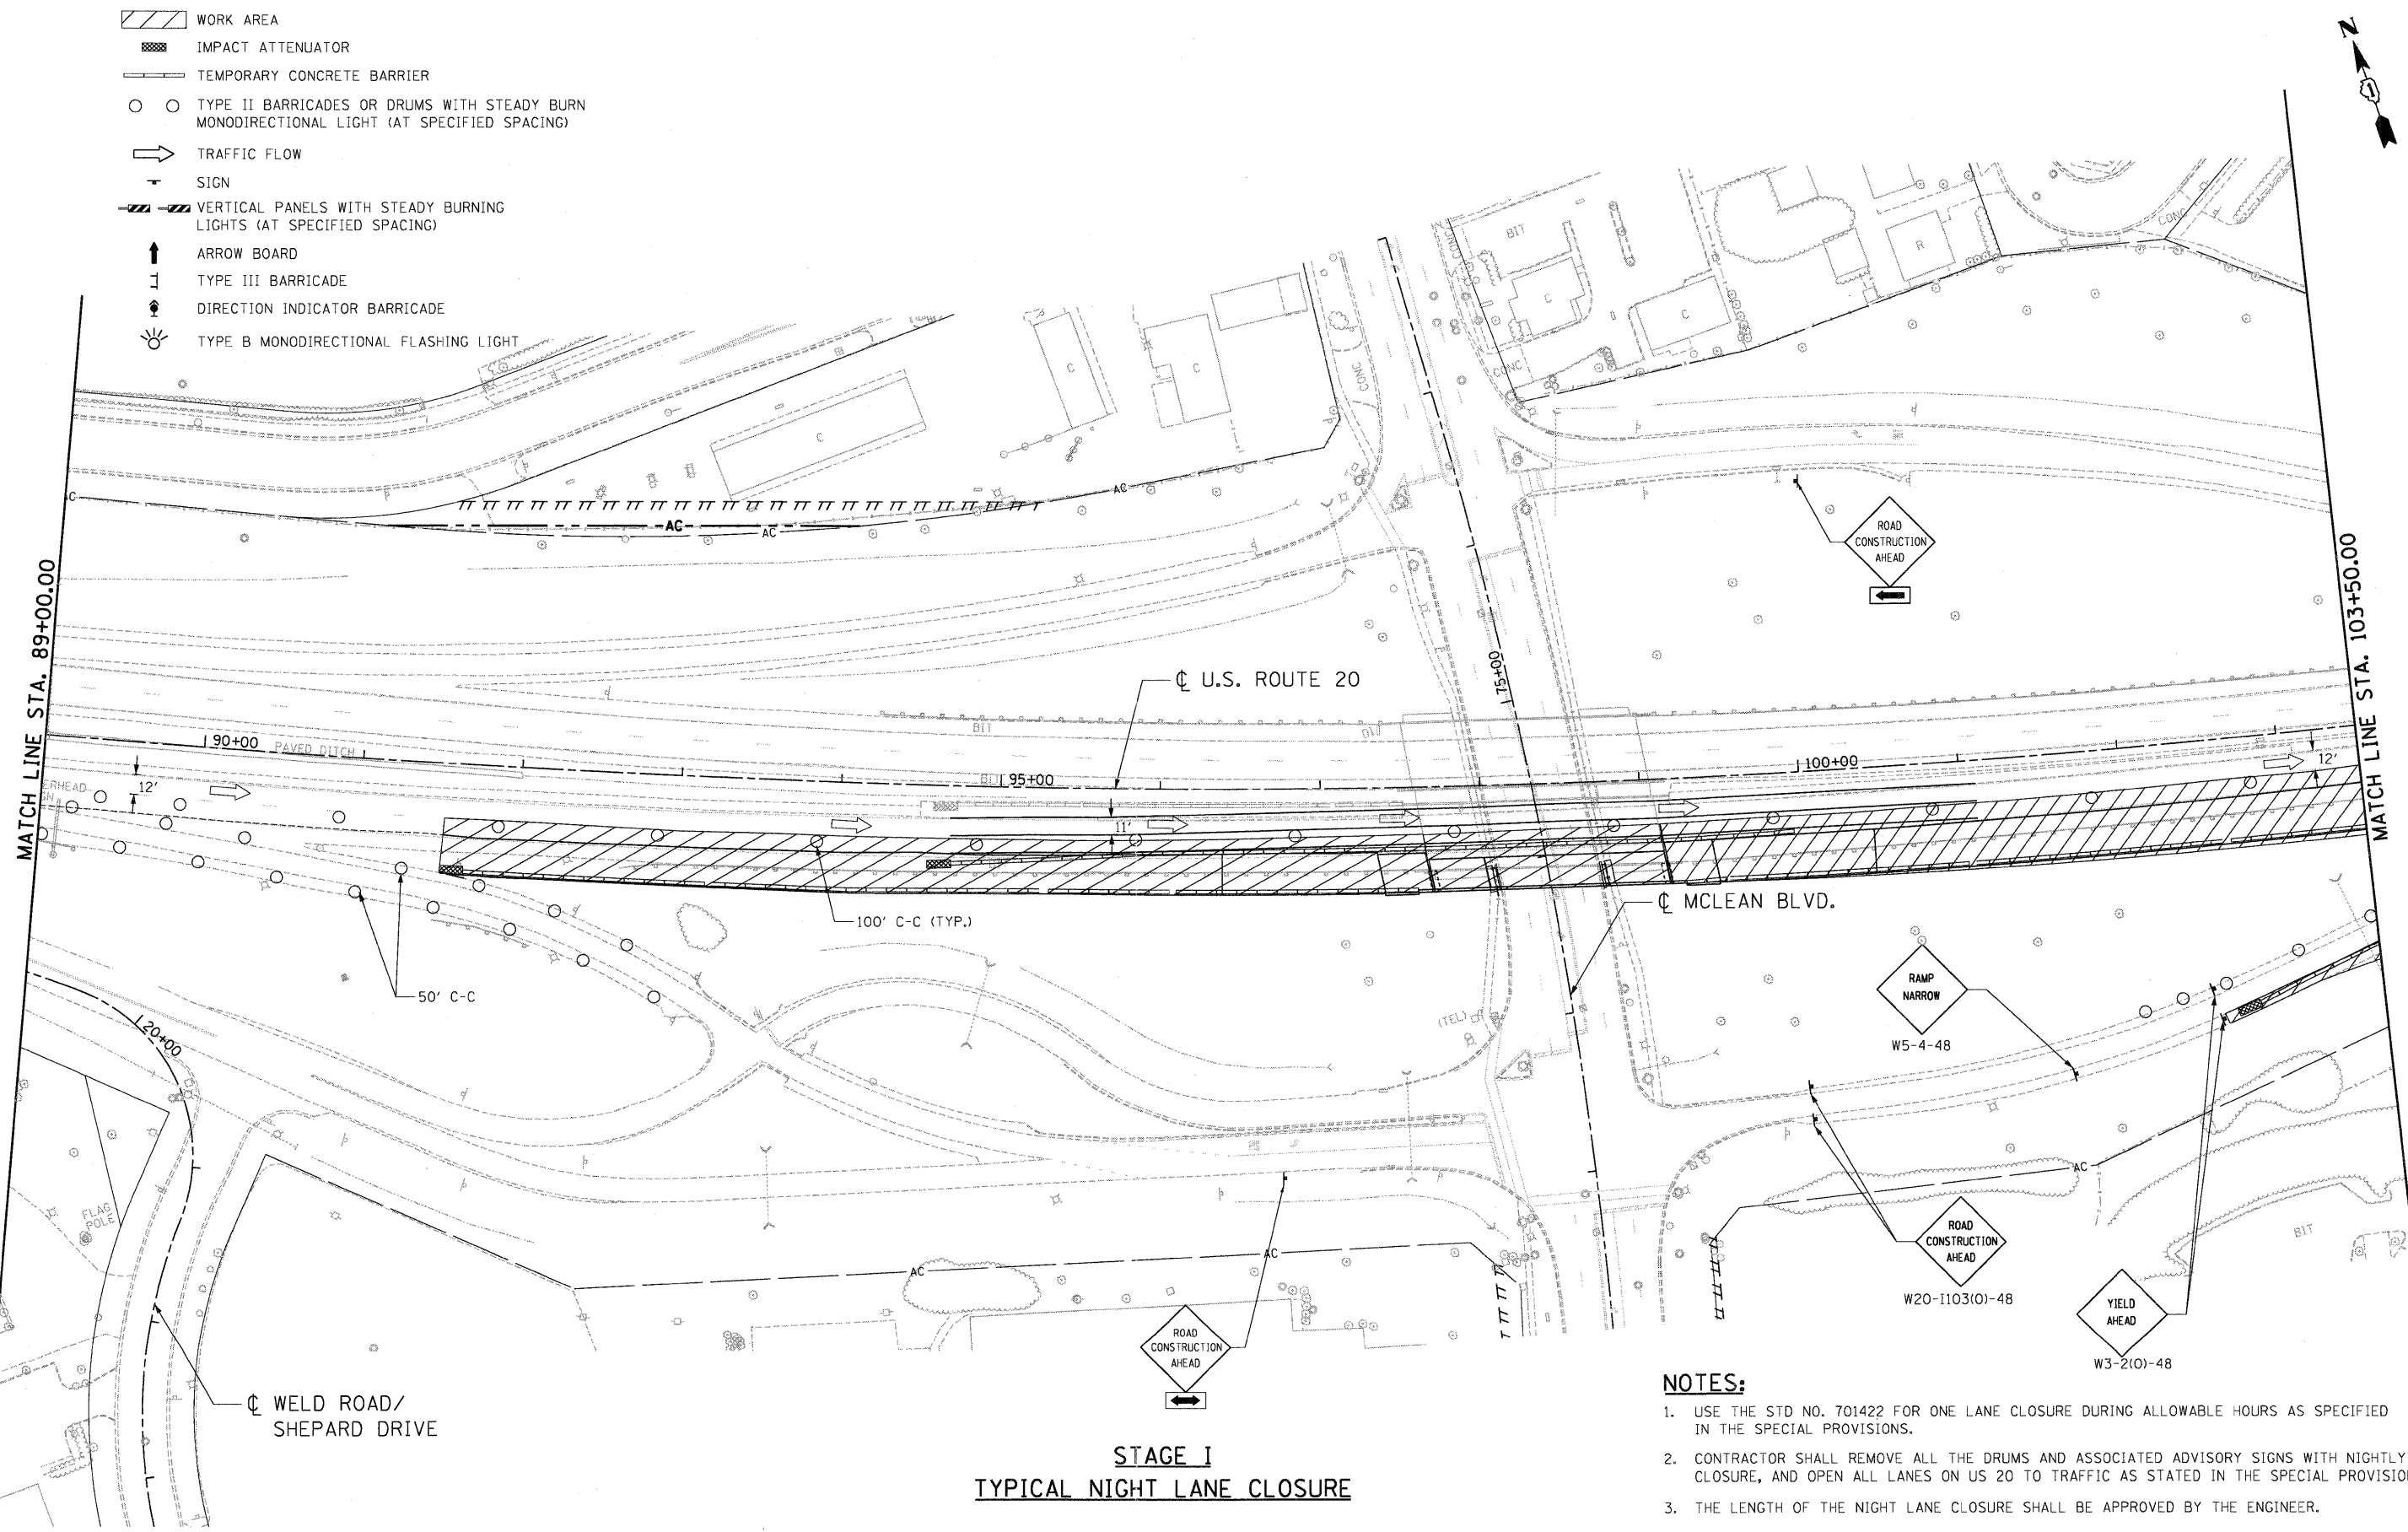 WORK AREA
IMPACT ATTENUATOR
TEMPORARY CONCRETE BARRIER
TYPE II BARRICADES OR DRUMS WITH STEADY BURN
MONODIRECTIONAL LIGHT (AT SPECIFIED SPACING)
TRAFFIC FLOW
SIGN
VERTICAL PANELS WITH STEADY BURNING
LIGHTS (AT SPECIFIED SPACING)
ARROW BOARD
TYPE III BARRICADE
DIRECTION INDICATOR BARRICADE
TYPE B MONODIRECTIONAL FLASHING LIGHT
N
1
CONC
BIT
CONC
R
CONC
C
C
C
C
C
CONC
CONC
C
AC
AC
AC
ROAD
CONSTRUCTION
AHEAD
MATCH LINE STA. 89+00.00
MATCH LINE STA. 103+50.00
℄ U.S. ROUTE 20
75+00
BIT
BIT
90+00
PAVED DITCH
BIT
95+00
100+00
12'
12'
11'
ERHEAD
GN
℄ MCLEAN BLVD.
100' C-C (TYP.)
50' C-C
20+00
(TEL)
RAMP
NARROW
W5-4-48
FLAG
POLE
AC
AC
AC
BIT
ROAD
CONSTRUCTION
AHEAD
W20-I103(O)-48
YIELD
AHEAD
W3-2(O)-48
ROAD
CONSTRUCTION
AHEAD
℄ WELD ROAD/
SHEPARD DRIVE
STAGE I
TYPICAL NIGHT LANE CLOSURE
NOTES:
1. USE THE STD NO. 701422 FOR ONE LANE CLOSURE DURING ALLOWABLE HOURS AS SPECIFIED
IN THE SPECIAL PROVISIONS.
2. CONTRACTOR SHALL REMOVE ALL THE DRUMS AND ASSOCIATED ADVISORY SIGNS WITH NIGHTLY
CLOSURE, AND OPEN ALL LANES ON US 20 TO TRAFFIC AS STATED IN THE SPECIAL PROVISIO
3. THE LENGTH OF THE NIGHT LANE CLOSURE SHALL BE APPROVED BY THE ENGINEER.